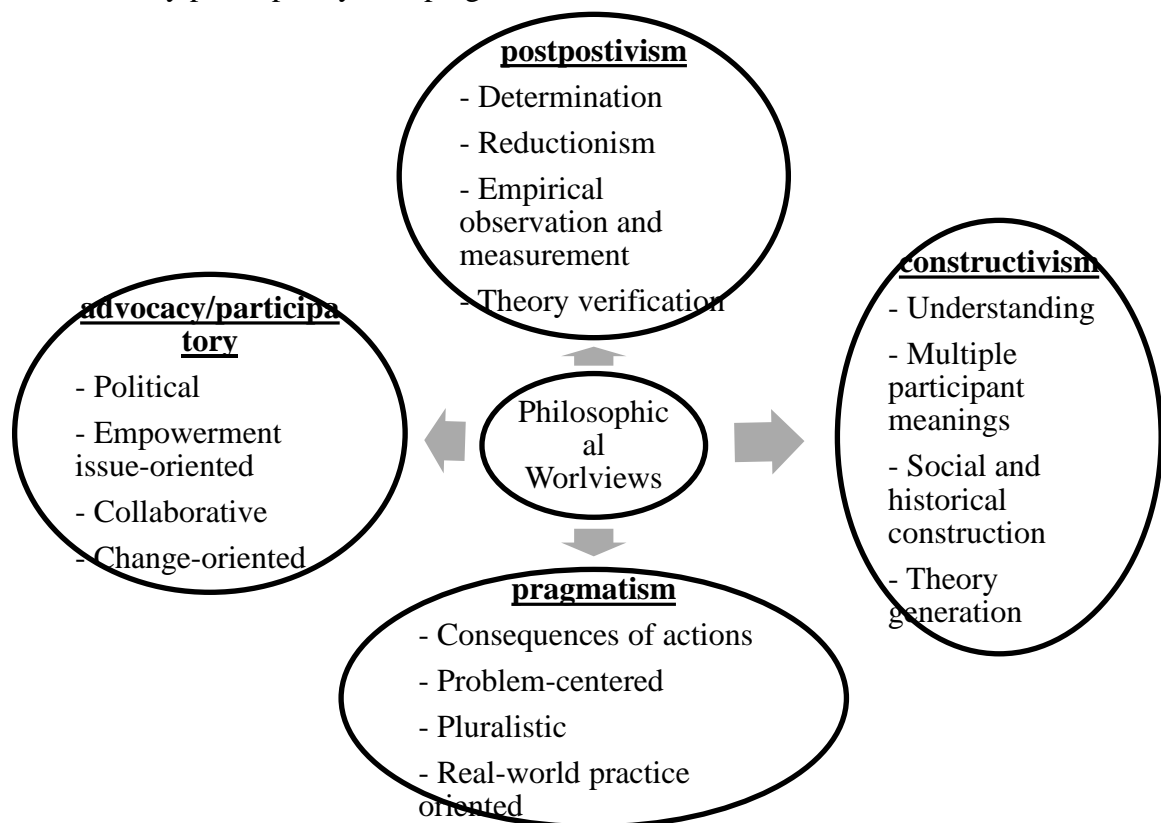 postpostivism
- Determination
- Reductionism
- Empirical
observation and
measurement
- Theory verification
advocacy/participa
tory
- Political
- Empowerment
issue-oriented
- Collaborative
- Change-oriented
Philosophic
al
Worlviews
constructivism
- Understanding
- Multiple
participant
meanings
- Social and
historical
construction
- Theory
generation
pragmatism
- Consequences of actions
- Problem-centered
- Pluralistic
- Real-world practice
oriented